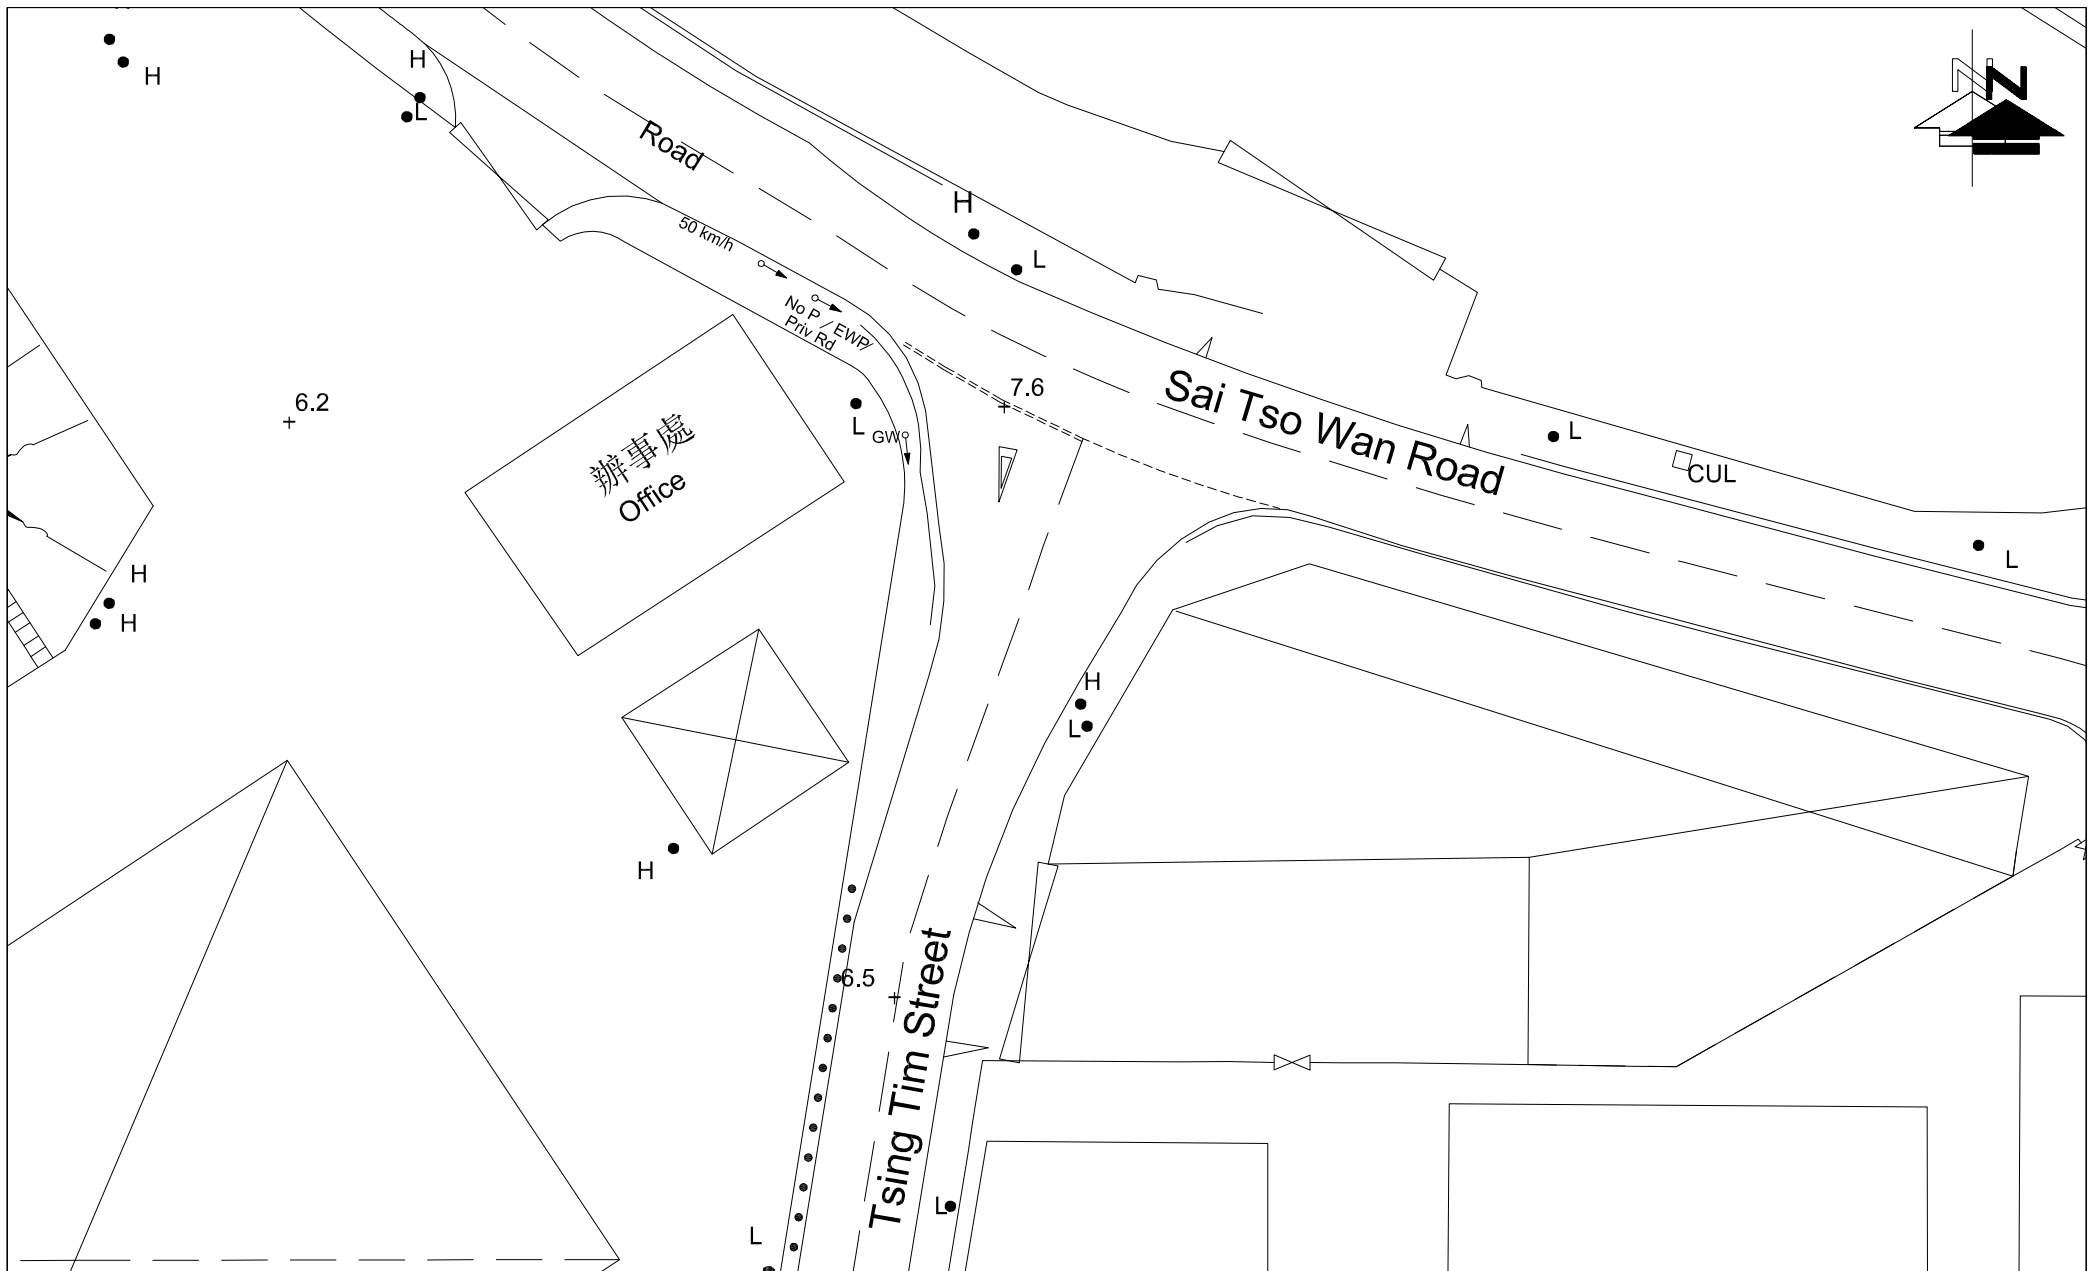 H
H
L
N
N
Road
H
50 km/h
L
No P / EWP/
Priv Rd
7.6
6.2
Sai Tso Wan Road
L
GW
L
CUL
辦事處
Office
L
H
H
H
L
H
6.5
Tsing Tim Street
L
L